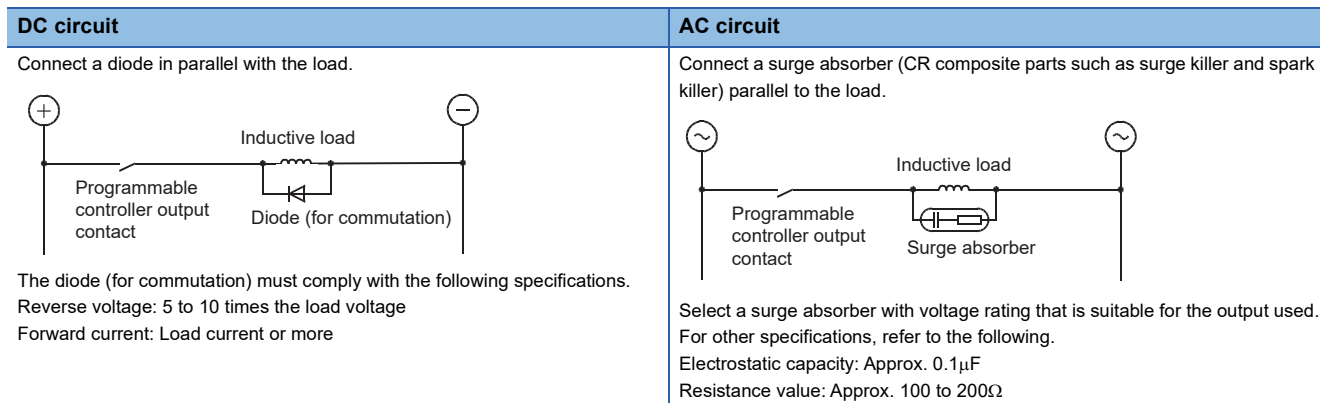 DC circuit
Connect a diode in parallel with the load.
+
−
Inductive load
Programmable
controller output
contact
Diode (for commutation)
The diode (for commutation) must comply with the following specifications.
Reverse voltage: 5 to 10 times the load voltage
Forward current: Load current or more
AC circuit
Connect a surge absorber (CR composite parts such as surge killer and spark
killer) parallel to the load.
~
~
Inductive load
Programmable
controller output
contact
Surge absorber
Select a surge absorber with voltage rating that is suitable for the output used.
For other specifications, refer to the following.
Electrostatic capacity: Approx. 0.1μF
Resistance value: Approx. 100 to 200Ω